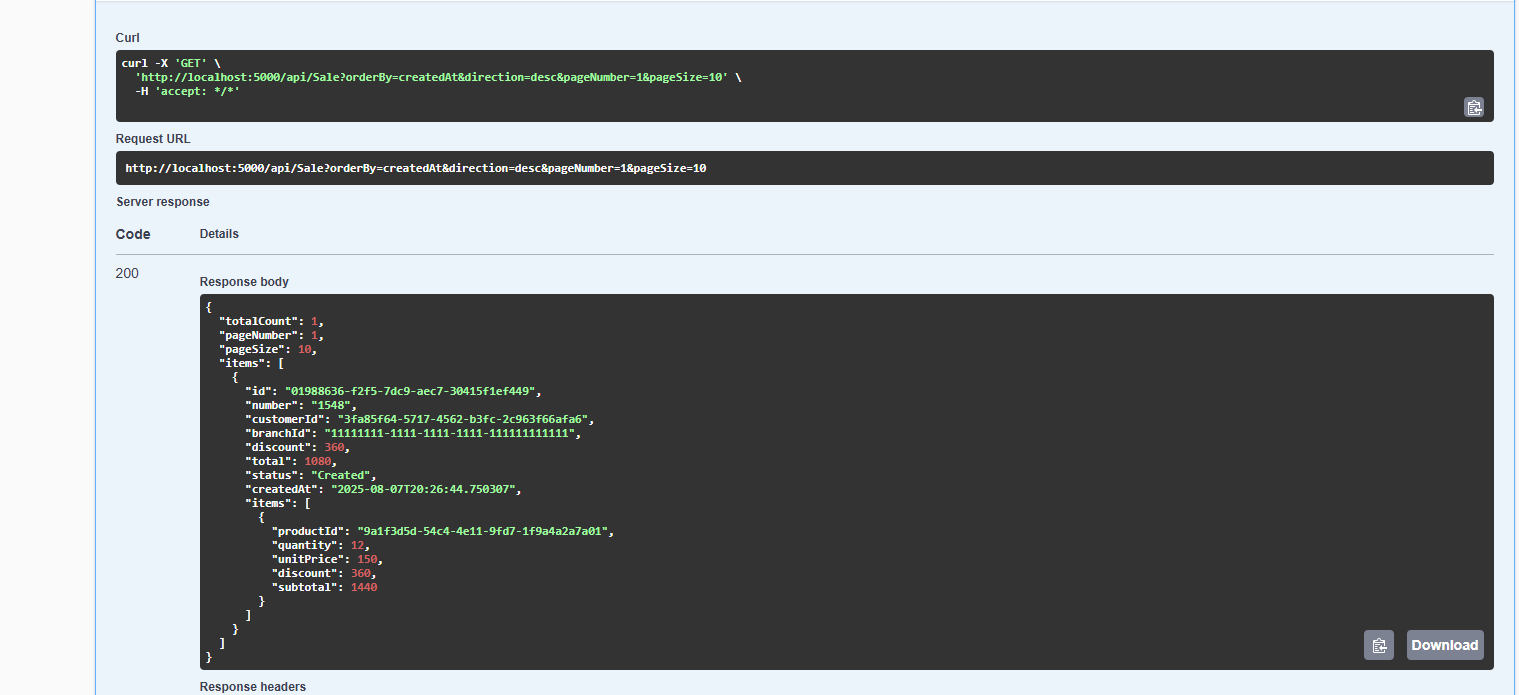 Curl
curl -X 'GET' \
  'http://localhost:5000/api/Sale?orderBy=createdAt&direction=desc&pageNumber=1&pageSize=10' \
  -H 'accept: */*'
Request URL
http://localhost:5000/api/Sale?orderBy=createdAt&direction=desc&pageNumber=1&pageSize=10
Server response
Code Details
200
Response body
{
  "totalCount": 1,
  "pageNumber": 1,
  "pageSize": 10,
  "items": [
    {
      "id": "01988636-f2f5-7dc9-aec7-30415f1ef449",
      "number": "1548",
      "customerId": "3fa85f64-5717-4562-b3fc-2c963f66afa6",
      "branchId": "11111111-1111-1111-1111-111111111111",
      "discount": 360,
      "total": 1080,
      "status": "Created",
      "createdAt": "2025-08-07T20:26:44.750307",
      "items": [
        {
          "productId": "9a1f3d5d-54c4-4e11-9fd7-1f9a4a2a7a01",
          "quantity": 12,
          "unitPrice": 150,
          "discount": 360,
          "subtotal": 1440
        }
      ]
    }
  ]
}
Download
Response headers